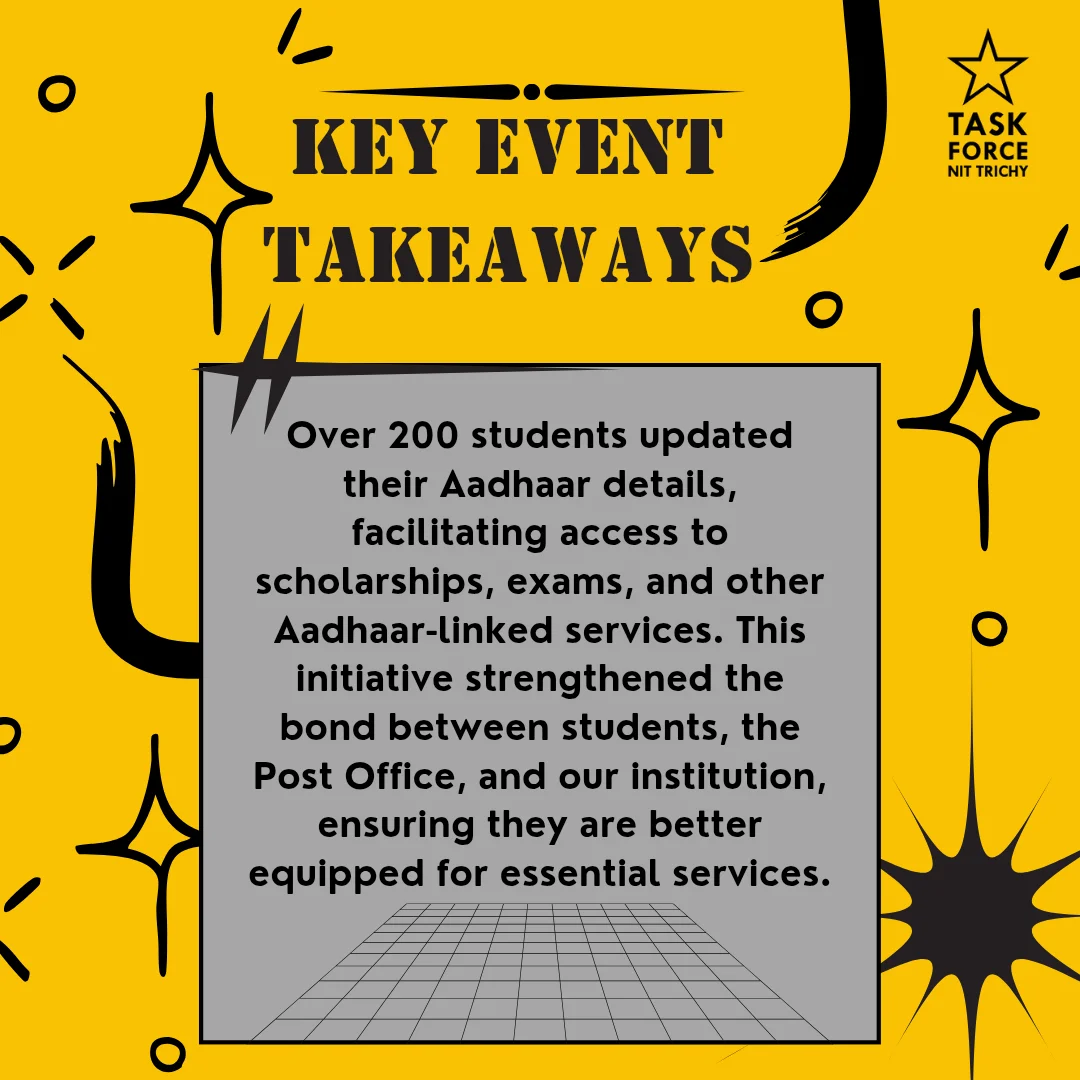 TASK
FORCE
NIT TRICHY
KEY EVENT
TAKEAWAYS
Over 200 students updated
their Aadhaar details,
facilitating access to
scholarships, exams, and other
Aadhaar-linked services. This
initiative strengthened the
bond between students, the
Post Office, and our institution,
ensuring they are better
equipped for essential services.